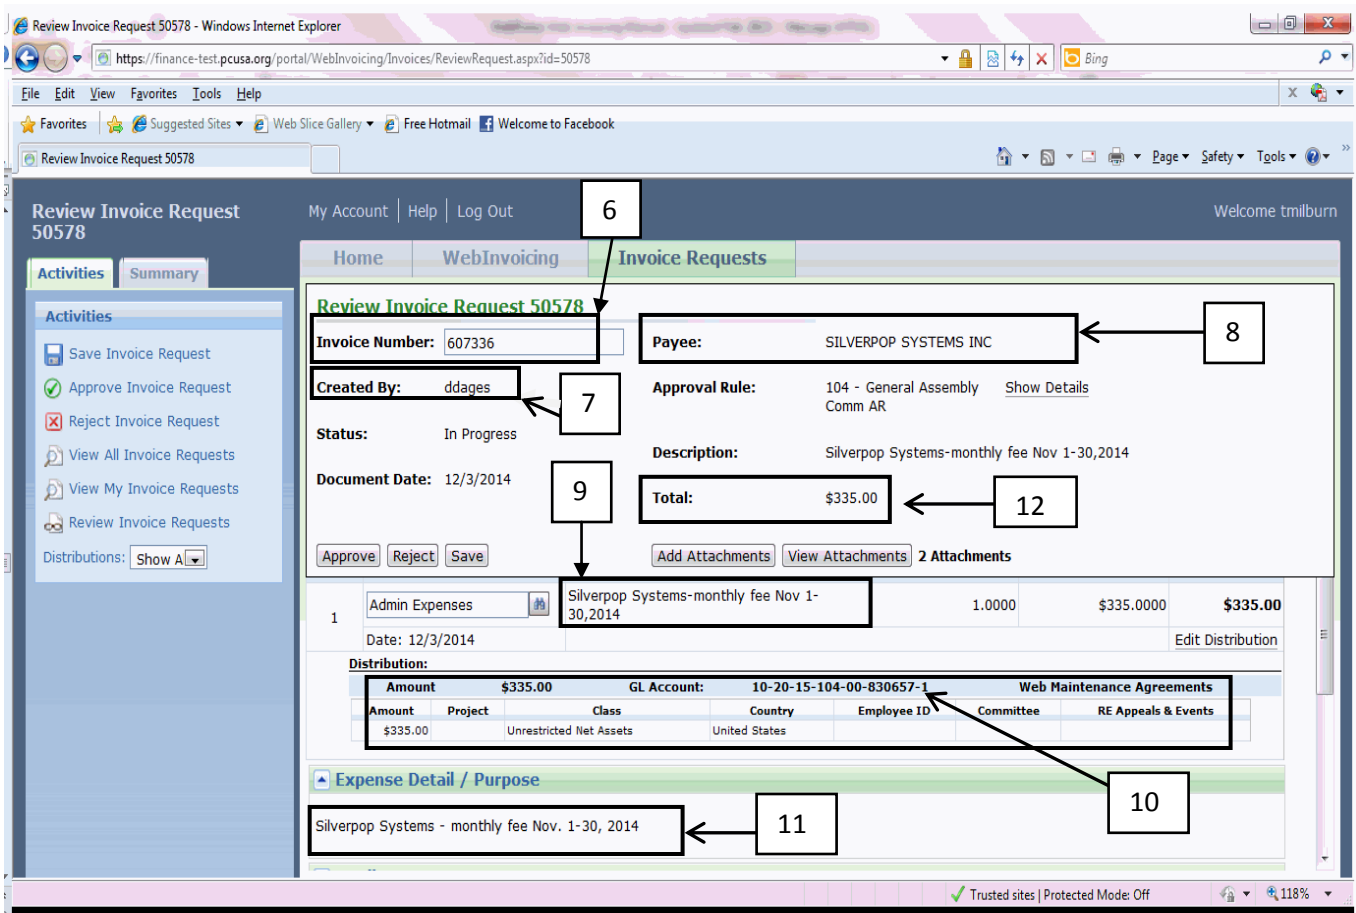 Review Invoice Request 50578 - Windows Internet Explorer
https://finance-test.pcusa.org/portal/WebInvoicing/Invoices/ReviewRequest.aspx?id=50578
Bing
File Edit View Favorites Tools Help
X
Favorites Suggested Sites Web Slice Gallery Free Hotmail Welcome to Facebook
Review Invoice Request 50578
Page Safety Tools
Review Invoice Request 50578
My Account | Help | Log Out
6
Welcome tmilburn
Home WebInvoicing Invoice Requests
Activities Summary
Activities
Save Invoice Request
Approve Invoice Request
Reject Invoice Request
View All Invoice Requests
View My Invoice Requests
Review Invoice Requests
Distributions: Show A
Review Invoice Request 50578
Invoice Number: 607336
Payee: SILVERPOP SYSTEMS INC
8
Created By: ddages
7
Approval Rule: 104 - General Assembly Comm AR Show Details
Status: In Progress
Description: Silverpop Systems-monthly fee Nov 1-30,2014
Document Date: 12/3/2014
9
Total: $335.00
12
Approve Reject Save Add Attachments View Attachments 2 Attachments
1 Admin Expenses Silverpop Systems-monthly fee Nov 1-30,2014 1.0000 $335.0000 $335.00
Date: 12/3/2014 Edit Distribution
Distribution:
Amount $335.00 GL Account: 10-20-15-104-00-830657-1 Web Maintenance Agreements
Amount Project Class Country Employee ID Committee RE Appeals & Events
$335.00 Unrestricted Net Assets United States
Expense Detail / Purpose
10
Silverpop Systems - monthly fee Nov. 1-30, 2014
11
Trusted sites | Protected Mode: Off 118%